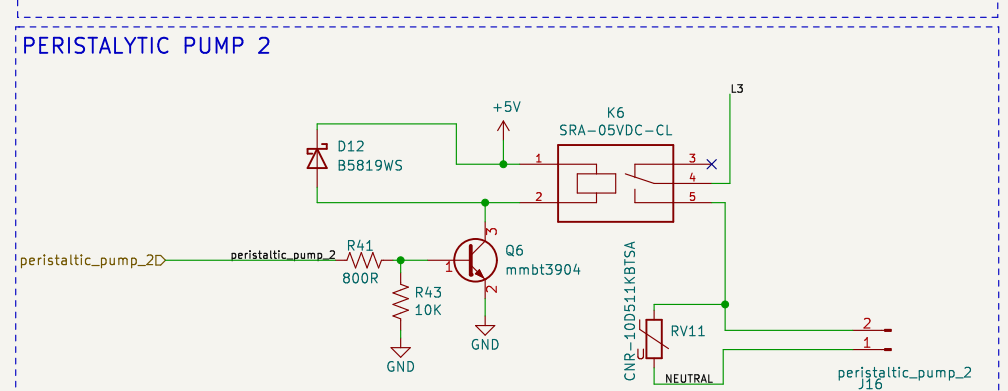 PERISTALYTIC PUMP 2
L3
+5V
K6
SRA-05VDC-CL
D12
B5819WS
1
3
4
2
5
3
R41
peristaltic_pump_2
peristaltic_pump_2
800R
1
Q6
mmbt3904
2
R43
10K
GND
GND
CNR-10D511KBTSA
RV11
U
2
1
NEUTRAL
peristaltic_pump_2
J16